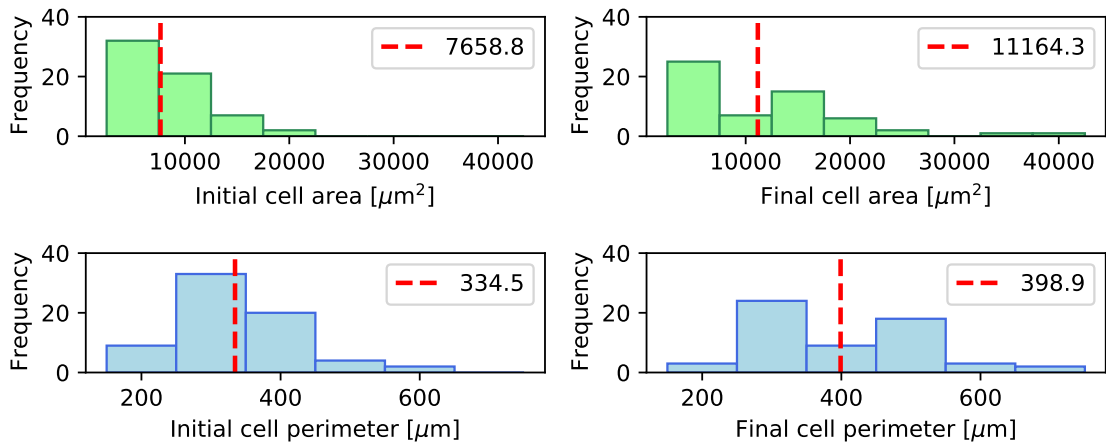 40
20
0
Frequency
7658.8
10000 20000 30000 40000
Initial cell area [μm²]
40
20
0
Frequency
11164.3
10000 20000 30000 40000
Final cell area [μm²]
40
20
0
Frequency
334.5
200 400 600
Initial cell perimeter [μm]
40
20
0
Frequency
398.9
200 400 600
Final cell perimeter [μm]